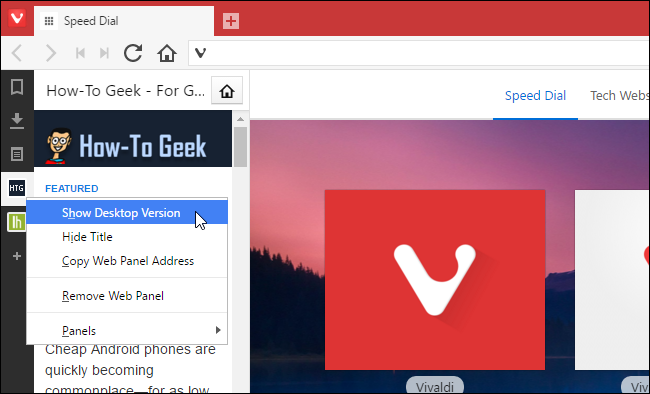 Speed Dial
How-To Geek - For G...
Speed Dial
Tech Webs
How-To Geek
HTG
FEATURED
Show Desktop Version
Hide Title
Copy Web Panel Address
Remove Web Panel
Panels
Cheap Android phones are
quickly becoming
commonplace—for as low
Vivaldi
Viv